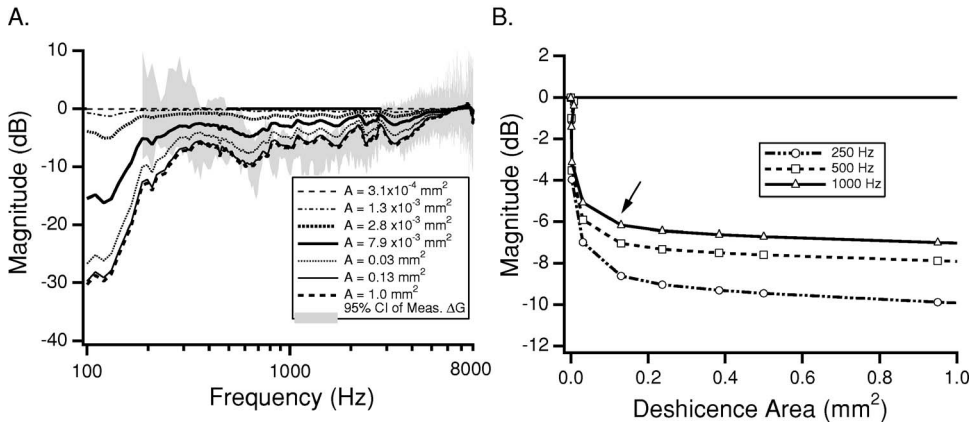 A.
10
0
-10
-20
-30
-40
Magnitude (dB)
100
1000
8000
Frequency (Hz)
A = 3.1x10-4 mm2
A = 1.3 x10-3 mm2
A = 2.8 x10-3 mm2
A = 7.9 x10-3 mm2
A = 0.03 mm2
A = 0.13 mm2
A = 1.0 mm2
95% CI of Meas. ΔG
B.
2
0
-2
-4
-6
-8
-10
-12
Magnitude (dB)
250 Hz
500 Hz
1000 Hz
0.0
0.2
0.4
0.6
0.8
1.0
Deshicence Area (mm2)